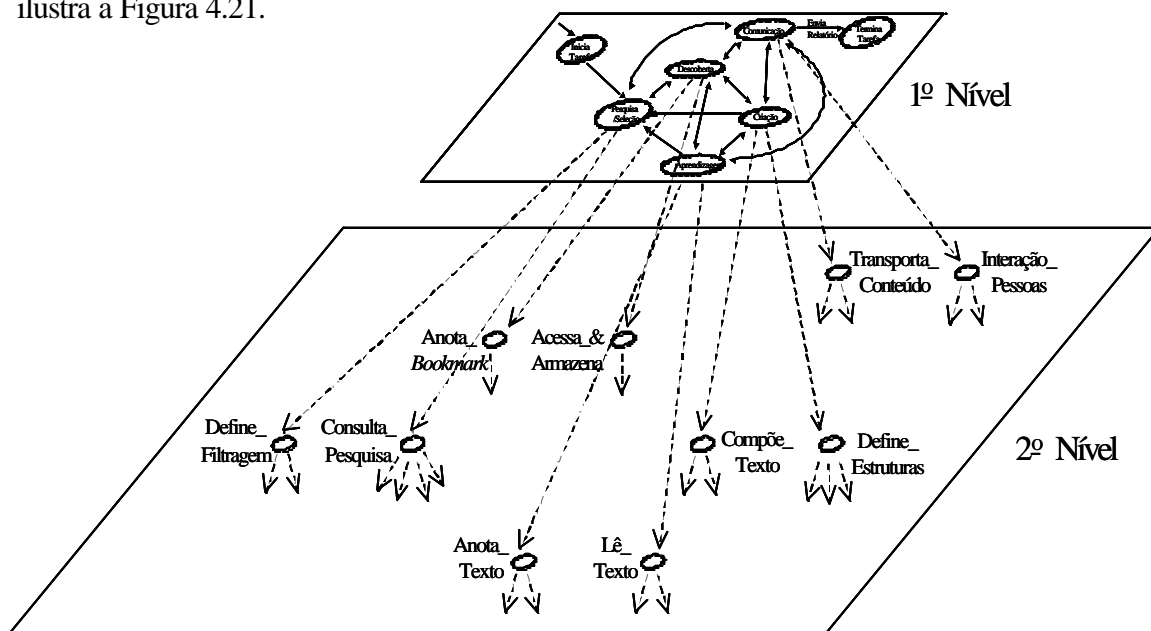 ilustra a Figura 4.21.
Comunicação
Envia
Relatório
Termina
Tarefa
Inicia
Tarefa
Descoberta
1º Nível
Pesquisa
/Seleção
Criação
Aprendizagem
Transporta_
Conteúdo
Interação_
Pessoas
Anota_
Bookmark
Acessa_&
Armazena
Define_
Filtragem
Consulta_
Pesquisa
Compõe_
Texto
Define_
Estruturas
2º Nível
Anota_
Texto
Lê_
Texto